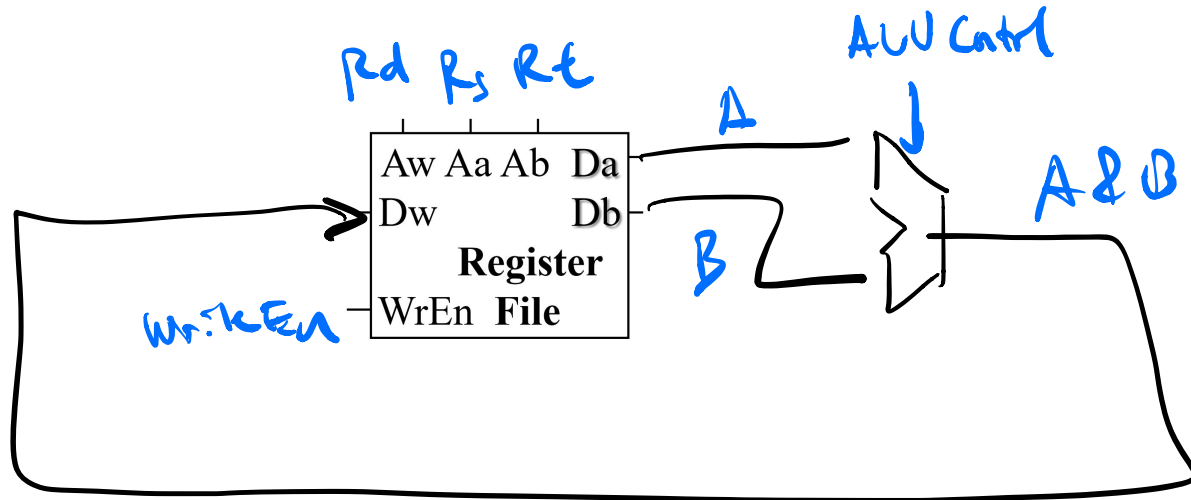 ALU Cntrl
Rd Rs Rt
A
Aw Aa Ab Da
A & B
Dw Db
B
Register
WriteEn
WrEn File